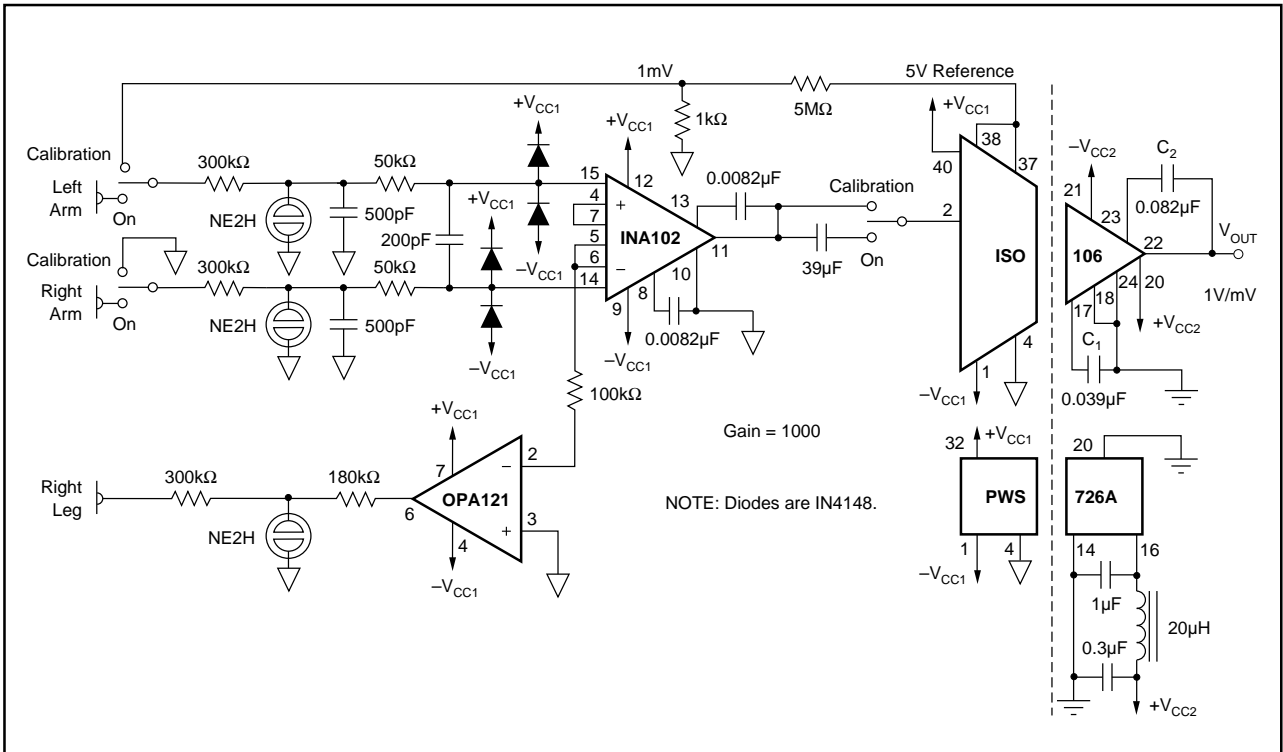 1mV
5V Reference
5MΩ
1kΩ
+VCC1
+VCC1
+VCC1
38
37
40
2
ISO
4
1
–VCC1
Calibration
Left
Arm
On
300kΩ
NE2H
500pF
50kΩ
200pF
+VCC1
–VCC1
Calibration
Right
Arm
On
300kΩ
NE2H
500pF
50kΩ
–VCC1
15
4
7
5
6
14
+
–
INA102
12
13
11
10
8
9
–VCC1
0.0082µF
0.0082µF
39µF
Calibration
On
–VCC2
21
23
C2
0.082µF
22
VOUT
106
24
20
18
17
1V/mV
+VCC2
C1
0.039µF
100kΩ
Gain = 1000
NOTE: Diodes are IN4148.
Right
Leg
300kΩ
NE2H
180kΩ
+VCC1
7
2
–
OPA121
6
+
3
4
–VCC1
32
+VCC1
PWS
1
4
–VCC1
20
726A
14
16
1µF
20µH
0.3µF
+VCC2